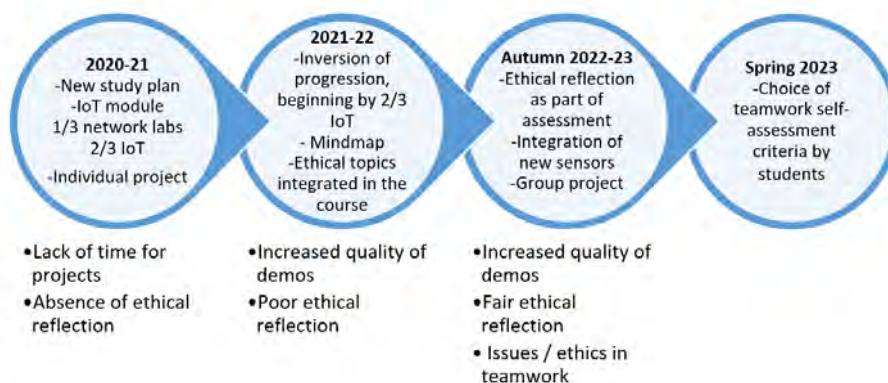 2020-21
-New study plan
-IoT module
1/3 network labs
2/3 IoT
-Individual project
2021-22
-Inversion of
progression,
beginning by 2/3
IoT
- Mindmap
-Ethical topics
integrated in the
course
Autumn 2022-23
-Ethical reflection
as part of
assessment
-Integration of
new sensors
-Group project
Spring 2023
-Choice of
teamwork self-
assessment
criteria by
students
•Lack of time for
projects
•Absence of ethical
reflection
•Increased quality of
demos
•Poor ethical
reflection
•Increased quality of
demos
•Fair ethical
reflection
• Issues / ethics in
teamwork